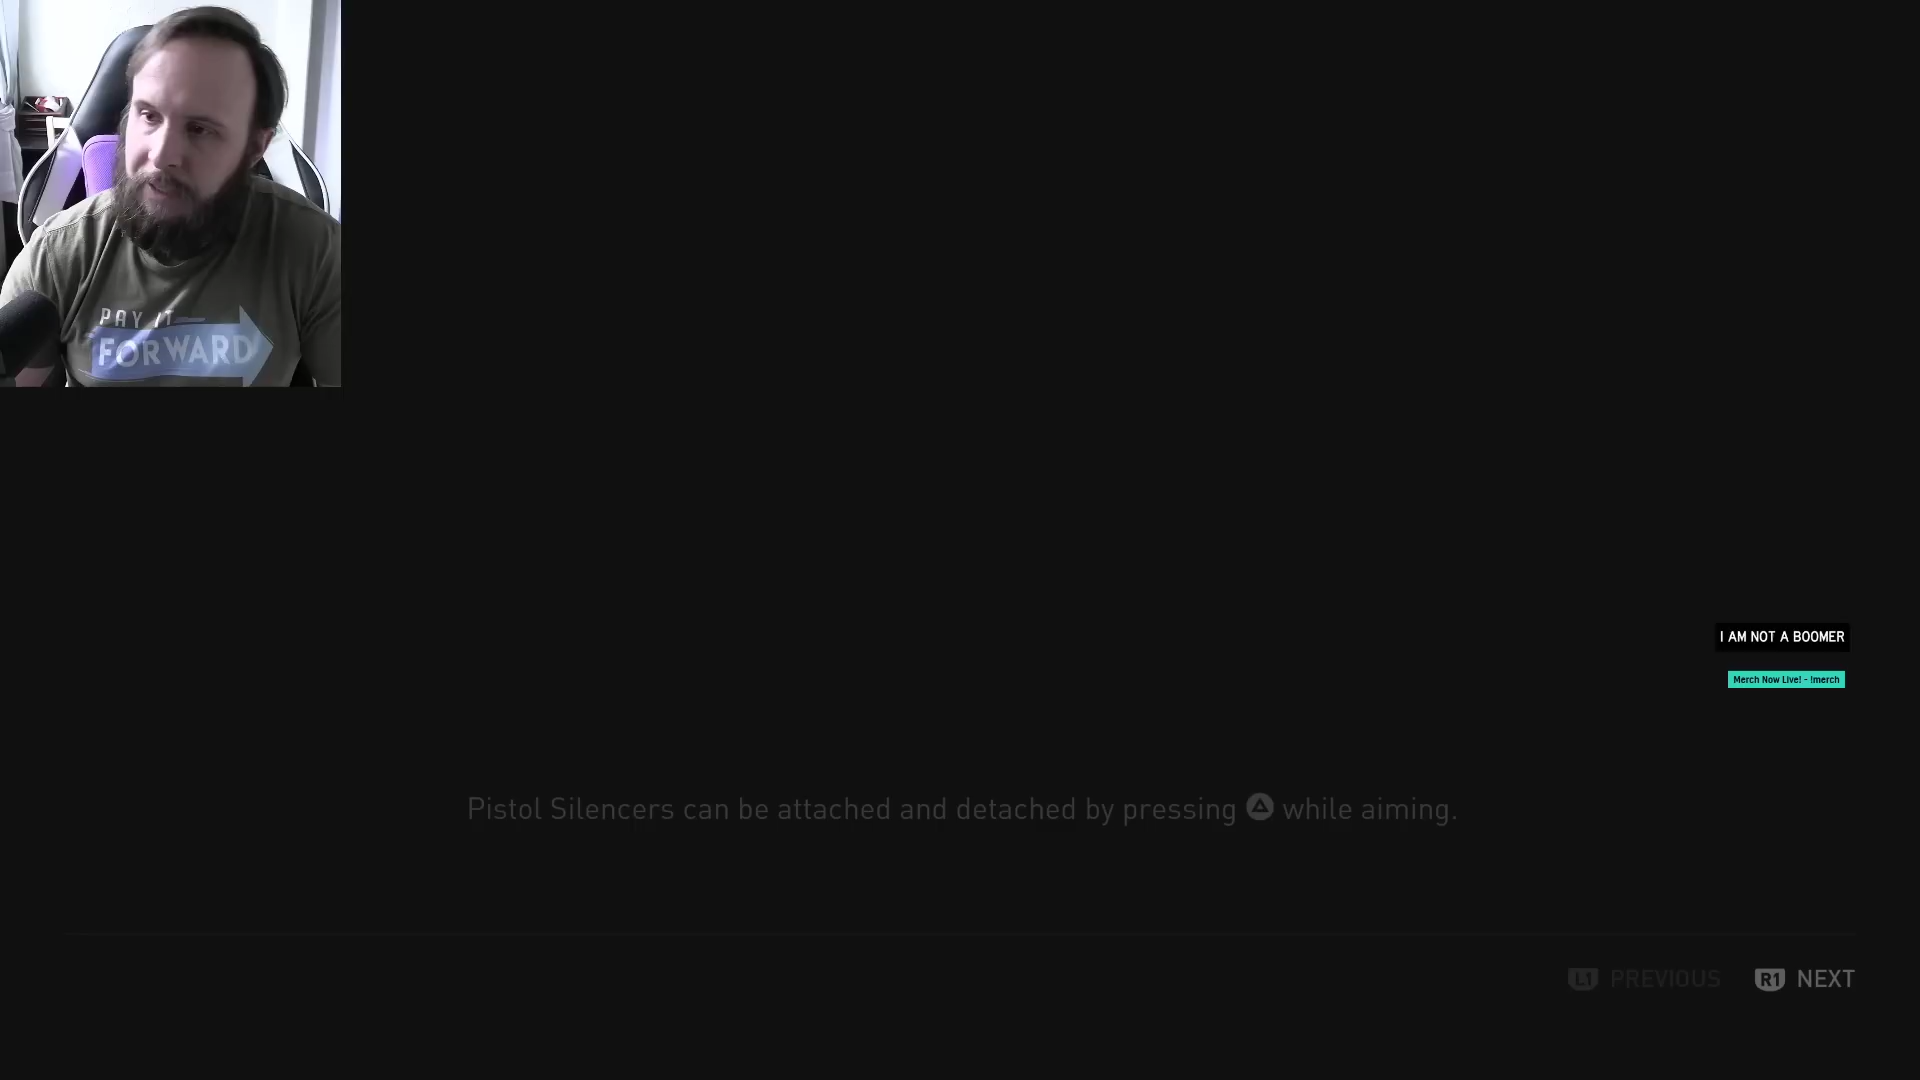 PAY IT
FORWARD
I AM NOT A BOOMER
Merch Now Live! - !merch
Pistol Silencers can be attached and detached by pressing while aiming.
L1 PREVIOUS R1 NEXT